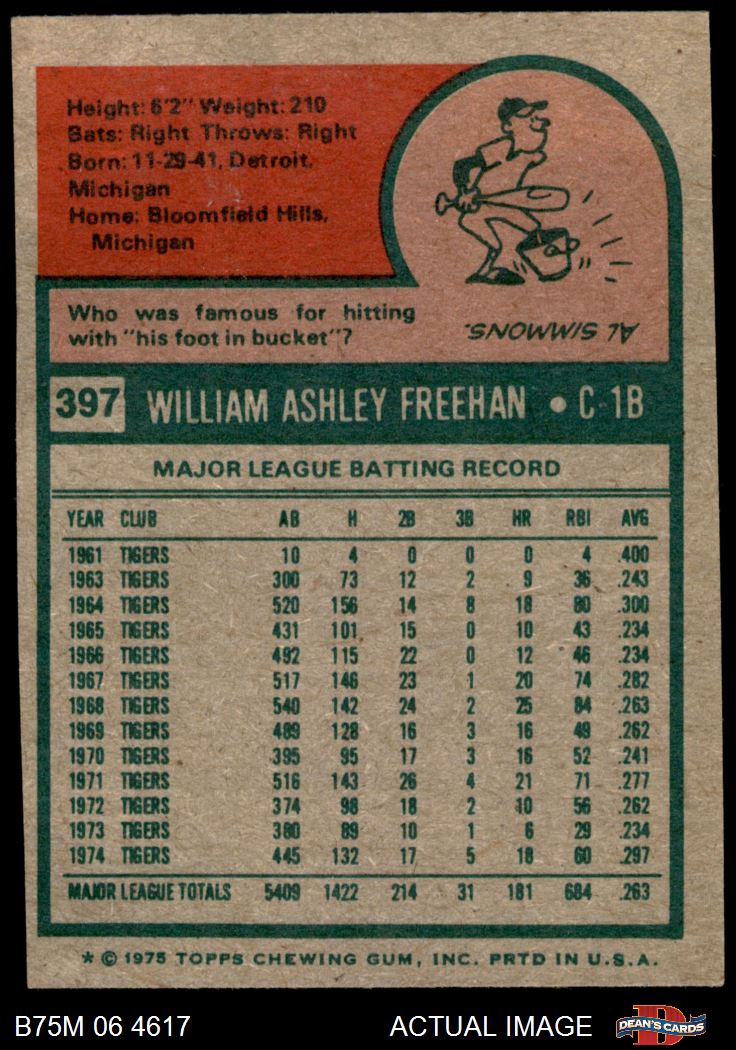 Height: 6'2" Weight: 210
Bats: Right Throws: Right
Born: 11-29-41, Detroit,
Michigan
Home: Bloomfield Hills,
Michigan
Who was famous for hitting
with "his foot in bucket"?
AL SIMMONS.
397 WILLIAM ASHLEY FREEHAN • C-1B
MAJOR LEAGUE BATTING RECORD
YEAR CLUB AB H 2B 3B HR RBI AVG
1961 TIGERS 10 4 0 0 0 4 .400
1963 TIGERS 300 73 12 2 9 36 .243
1964 TIGERS 520 156 14 8 18 80 .300
1965 TIGERS 431 101 15 0 10 43 .234
1966 TIGERS 492 115 22 0 12 46 .234
1967 TIGERS 517 146 23 1 20 74 .282
1968 TIGERS 540 142 24 2 25 84 .263
1969 TIGERS 489 128 16 3 16 49 .262
1970 TIGERS 395 95 17 3 16 52 .241
1971 TIGERS 516 143 26 4 21 71 .277
1972 TIGERS 374 98 18 2 10 56 .262
1973 TIGERS 380 89 10 1 6 29 .234
1974 TIGERS 445 132 17 5 18 60 .297
MAJOR LEAGUE TOTALS 5409 1422 214 31 181 684 .263
* © 1975 TOPPS CHEWING GUM, INC. PRTD IN U.S.A.
B75M 06 4617 ACTUAL IMAGE DEAN'S CARDS